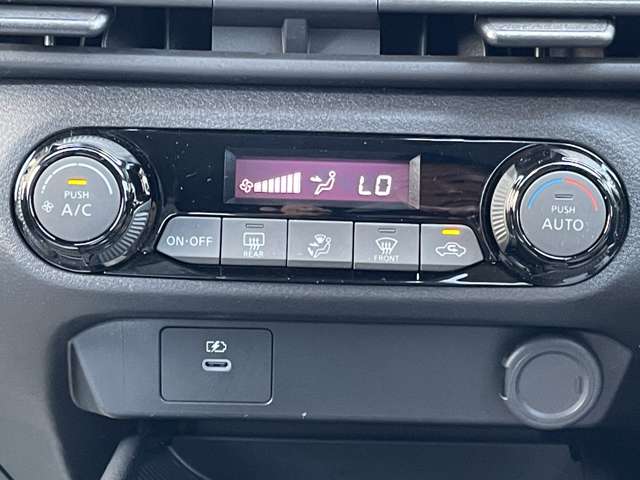 LO
PUSH
A/C
PUSH
AUTO
ON·OFF
REAR
FRONT